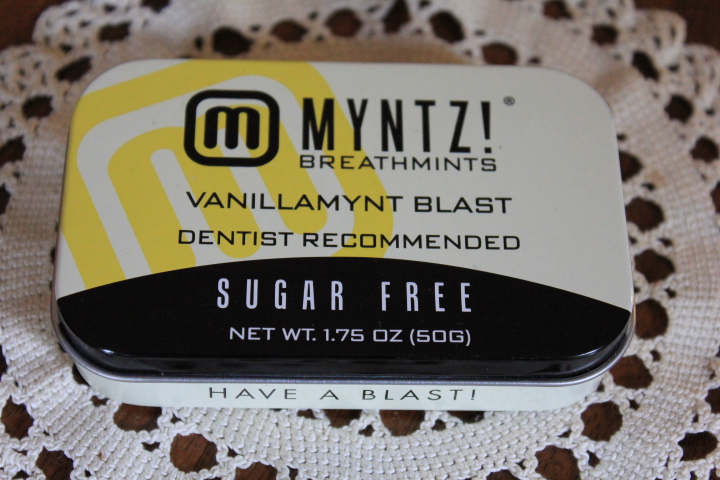 m MYNTZ!®
BREATHMINTS
VANILLAMYNT BLAST
DENTIST RECOMMENDED
SUGAR FREE
NET WT. 1.75 OZ (50G)
HAVE A BLAST!